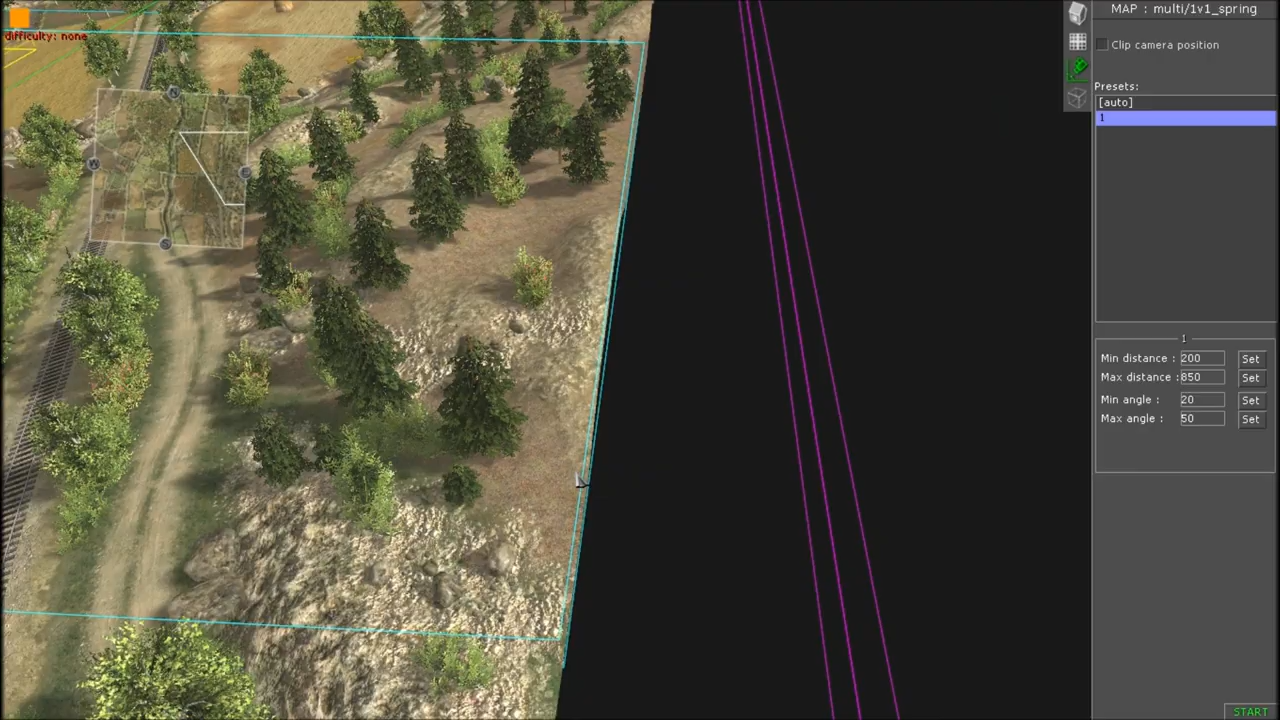 MAP : multi/1v1_spring
difficulty: none
Clip camera position
Presets:
[auto]
1
1
Min distance : 200 Set
Max distance : 850 Set
Min angle : 20 Set
Max angle : 50 Set
START